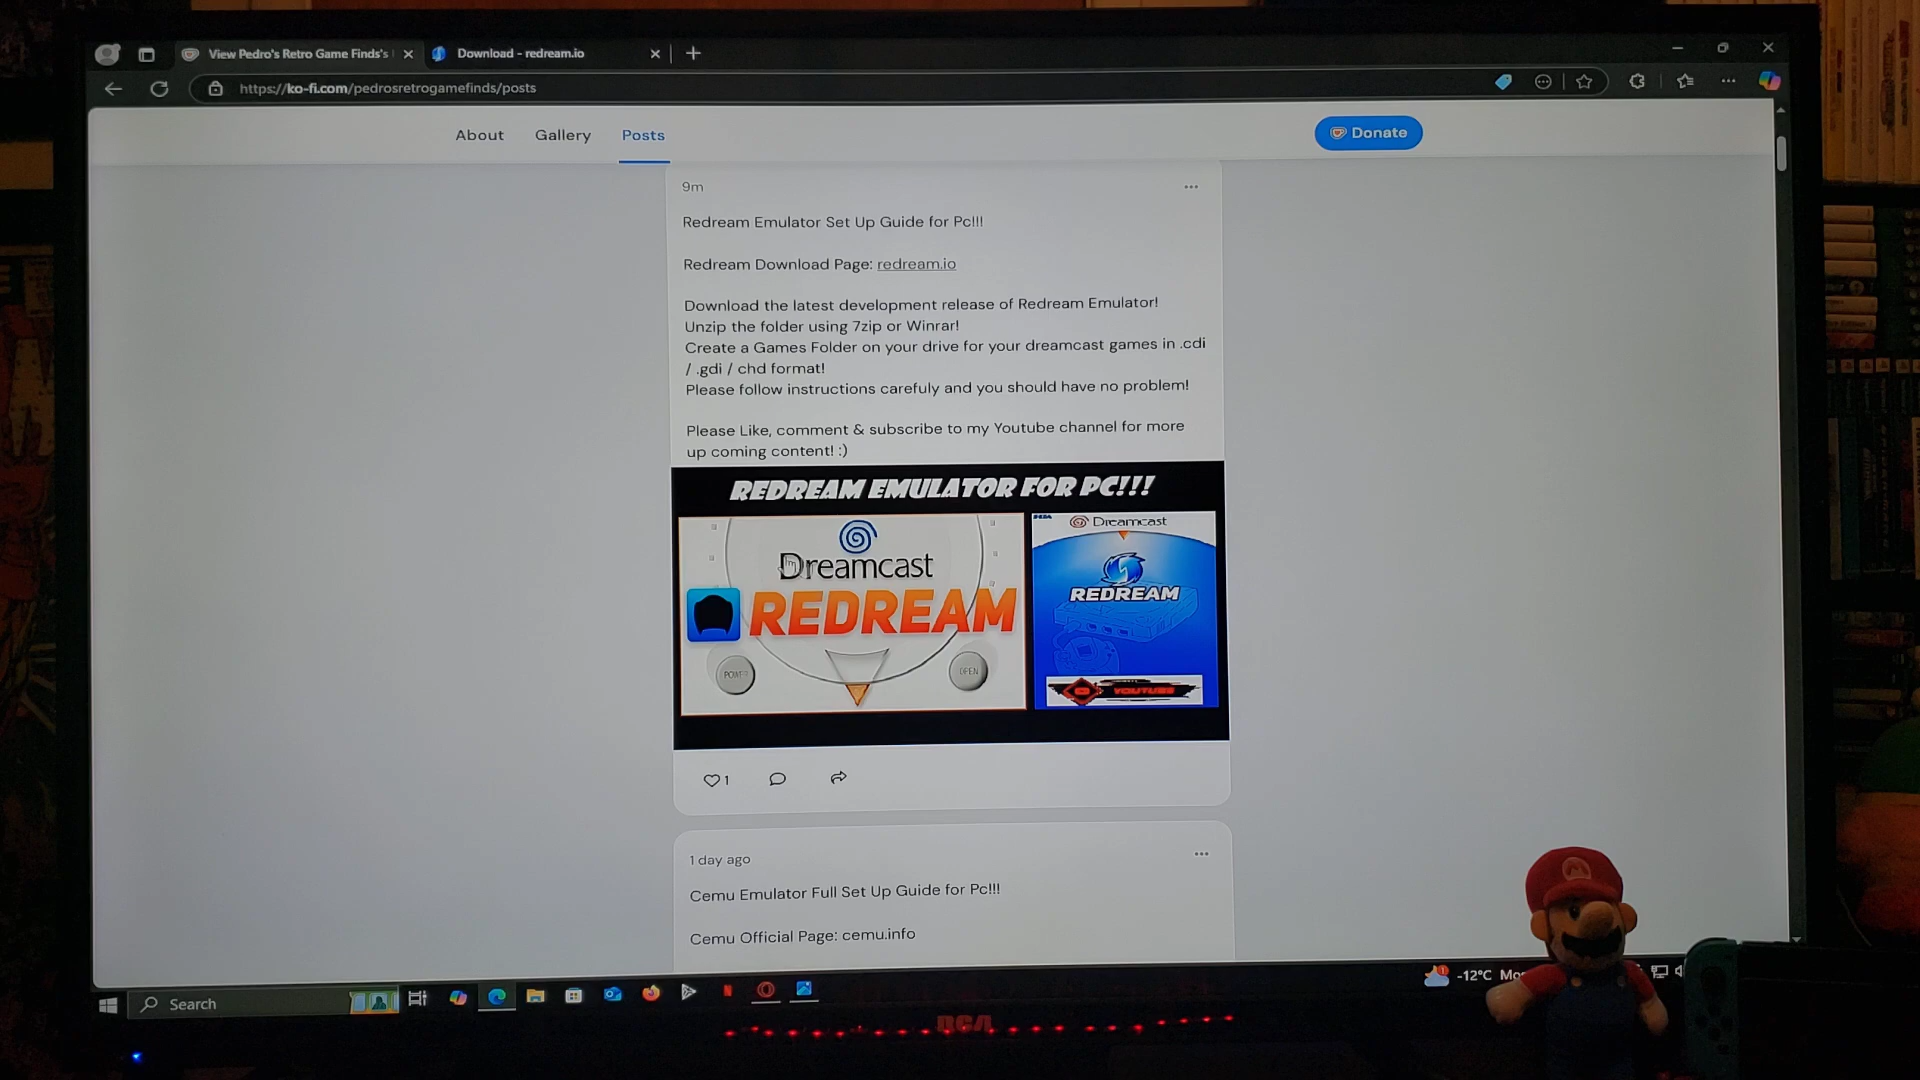 View Pedro's Retro Game Finds's
Download - redream.io
https://ko-fi.com/pedrosretrogamefinds/posts
About
Gallery
Posts
Donate
9m
Redream Emulator Set Up Guide for Pc!!!
Redream Download Page: redream.io
Download the latest development release of Redream Emulator!
Unzip the folder using 7zip or Winrar!
Create a Games Folder on your drive for your dreamcast games in .cdi
/ .gdi / chd format!
Please follow instructions carefuly and you should have no problem!
Please Like, comment & subscribe to my Youtube channel for more
up coming content! :)
REDREAM EMULATOR FOR PC!!!
Dreamcast
REDREAM
POWER
OPEN
Dreamcast
REDREAM
YOUTUBE
1
1 day ago
Cemu Emulator Full Set Up Guide for Pc!!!
Cemu Official Page: cemu.info
Search
-12°C
RCA
M